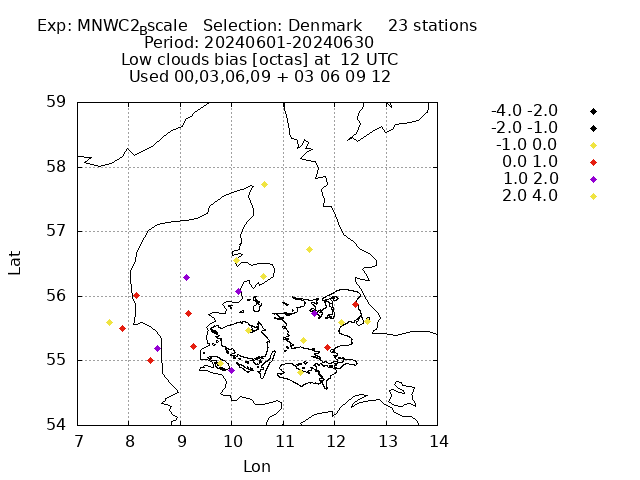 Exp: MNWC2_Bscale   Selection: Denmark     23 stations
Period: 20240601-20240630
Low clouds bias [octas] at  12 UTC
Used 00,03,06,09 + 03 06 09 12
-4.0 -2.0
-2.0 -1.0
-1.0 0.0
0.0 1.0
1.0 2.0
2.0 4.0
59
58
57
56
55
54
Lat
7 8 9 10 11 12 13 14
Lon